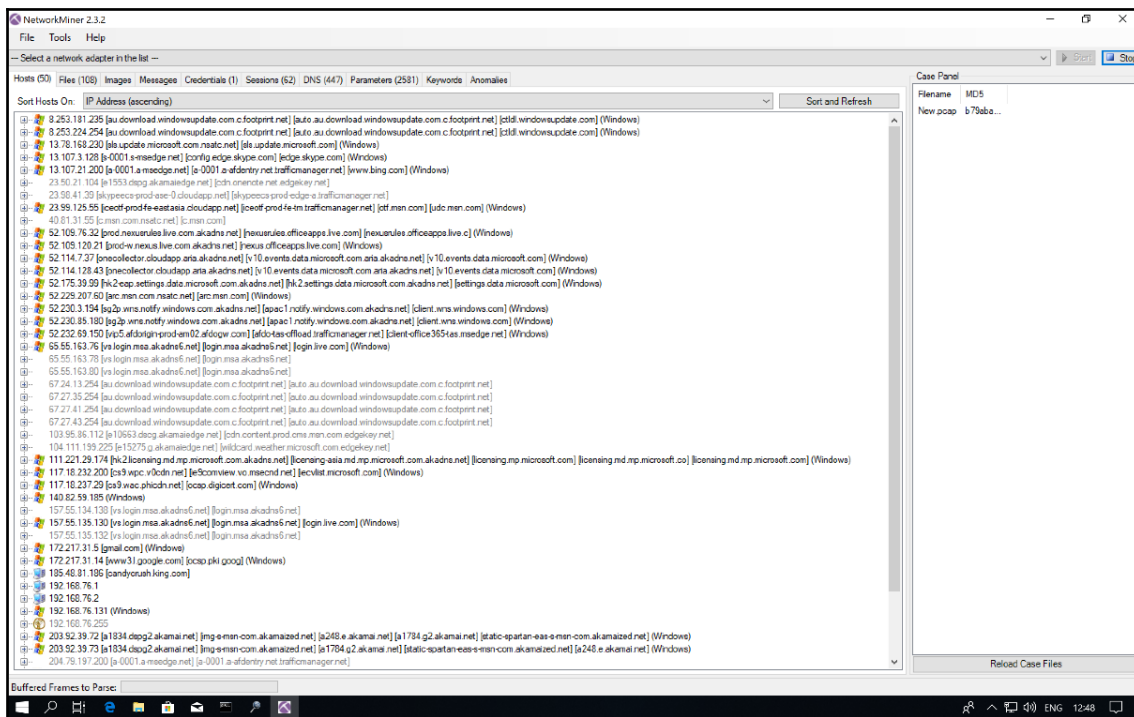 NetworkMiner 2.3.2
File Tools Help
--- Select a network adapter in the list ---
Start
Stop
Hosts (50) Files (108) Images Messages Credentials (1) Sessions (62) DNS (447) Parameters (2581) Keywords Anomalies
Case Panel
Sort Hosts On: IP Address (ascending)
Sort and Refresh
Filename MD5
New.pcap b79aba...
8.253.181.235 [au.download.windowsupdate.com.c.footprint.net] [auto.au.download.windowsupdate.com.c.footprint.net] [ctldl.windowsupdate.com] (Windows)
8.253.224.254 [au.download.windowsupdate.com.c.footprint.net] [auto.au.download.windowsupdate.com.c.footprint.net] [ctldl.windowsupdate.com] (Windows)
13.78.168.230 [sls.update.microsoft.com.nsatc.net] [sls.update.microsoft.com] (Windows)
13.107.3.128 [s-0001.s-msedge.net] [config.edge.skype.com] [edge.skype.com] (Windows)
13.107.21.200 [a-0001.a-msedge.net] [a-0001.a-afdentry.net.trafficmanager.net] [www.bing.com] (Windows)
23.50.21.104 [e1553.dspg.akamaiedge.net] [cdn.onenote.net.edgekey.net]
23.98.41.39 [skypeecs-prod-ase-0.cloudapp.net] [skypeecs-prod-edge-a.trafficmanager.net]
23.99.125.55 [iceotf-prod-fe-eastasia.cloudapp.net] [iceotf-prod-fe-tm.trafficmanager.net] [otf.msn.com] [udc.msn.com] (Windows)
40.81.31.55 [c.msn.com.nsatc.net] [c.msn.com]
52.109.76.32 [prod.nexusrules.live.com.akadns.net] [nexusrules.officeapps.live.com] [nexusrules.officeapps.live.c] (Windows)
52.109.120.21 [prod-w.nexus.live.com.akadns.net] [nexus.officeapps.live.com] (Windows)
52.114.7.37 [onecollector.cloudapp.aria.akadns.net] [v10.events.data.microsoft.com.aria.akadns.net] [v10.events.data.microsoft.com] (Windows)
52.114.128.43 [onecollector.cloudapp.aria.akadns.net] [v10.events.data.microsoft.com.aria.akadns.net] [v10.events.data.microsoft.com] (Windows)
52.175.39.99 [hk2-eap.settings.data.microsoft.com.akadns.net] [hk2.settings.data.microsoft.com.akadns.net] [settings.data.microsoft.com] (Windows)
52.229.207.60 [arc.msn.com.nsatc.net] [arc.msn.com] (Windows)
52.230.3.194 [sg2p.wns.notify.windows.com.akadns.net] [apac1.notify.windows.com.akadns.net] [client.wns.windows.com] (Windows)
52.230.85.180 [sg2p.wns.notify.windows.com.akadns.net] [apac1.notify.windows.com.akadns.net] [client.wns.windows.com] (Windows)
52.232.69.150 [vip5.afdorigin-prod-am02.afdogw.com] [afdo-tas-offload.trafficmanager.net] [client-office365-tas.msedge.net] (Windows)
65.55.163.76 [vs.login.msa.akadns6.net] [login.msa.akadns6.net] [login.live.com] (Windows)
65.55.163.78 [vs.login.msa.akadns6.net] [login.msa.akadns6.net]
65.55.163.80 [vs.login.msa.akadns6.net] [login.msa.akadns6.net]
67.24.13.254 [au.download.windowsupdate.com.c.footprint.net] [auto.au.download.windowsupdate.com.c.footprint.net]
67.27.35.254 [au.download.windowsupdate.com.c.footprint.net] [auto.au.download.windowsupdate.com.c.footprint.net]
67.27.41.254 [au.download.windowsupdate.com.c.footprint.net] [auto.au.download.windowsupdate.com.c.footprint.net]
67.27.43.254 [au.download.windowsupdate.com.c.footprint.net] [auto.au.download.windowsupdate.com.c.footprint.net]
103.95.86.112 [e10663.dscg.akamaiedge.net] [cdn.content.prod.cms.msn.com.edgekey.net]
104.111.199.225 [e15275.g.akamaiedge.net] [wildcard.weather.microsoft.com.edgekey.net]
111.221.29.174 [hk2.licensing.md.mp.microsoft.com.akadns.net] [licensing-asia.md.mp.microsoft.com.akadns.net] [licensing.mp.microsoft.com] [licensing.md.mp.microsoft.co] [licensing.md.mp.microsoft.com] (Windows)
117.18.232.200 [cs9.wpc.v0cdn.net] [ie9comview.vo.msecnd.net] [iecvlist.microsoft.com] (Windows)
117.18.237.29 [cs9.wac.phicdn.net] [ocsp.digicert.com] (Windows)
140.82.59.185 (Windows)
157.55.134.138 [vs.login.msa.akadns6.net] [login.msa.akadns6.net]
157.55.135.130 [vs.login.msa.akadns6.net] [login.msa.akadns6.net] [login.live.com] (Windows)
157.55.135.132 [vs.login.msa.akadns6.net] [login.msa.akadns6.net]
172.217.31.5 [gmail.com] (Windows)
172.217.31.14 [www3.l.google.com] [ocsp.pki.goog] (Windows)
185.48.81.186 [candycrush.king.com]
192.168.76.1
192.168.76.2
192.168.76.131 (Windows)
192.168.76.255
203.92.39.72 [a1834.dspg2.akamai.net] [img-s-msn-com.akamaized.net] [a248.e.akamai.net] [a1784.g2.akamai.net] [static-spartan-eas-s-msn-com.akamaized.net] (Windows)
203.92.39.73 [a1834.dspg2.akamai.net] [img-s-msn-com.akamaized.net] [a1784.g2.akamai.net] [static-spartan-eas-s-msn-com.akamaized.net] [a248.e.akamai.net] (Windows)
204.79.197.200 [a-0001.a-msedge.net] [a-0001.a-afdentry.net.trafficmanager.net]
Reload Case Files
Buffered Frames to Parse:
ENG 12:48